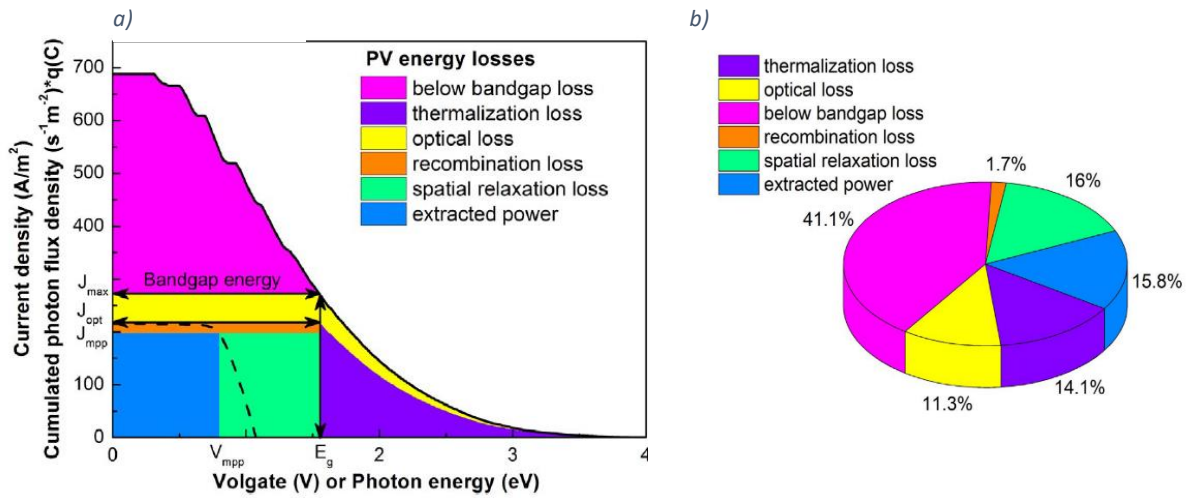 a)
Current density (A/m²)
Cumulated photon flux density (s⁻¹m⁻²)*q(C)
700
600
500
400
J_max
J_opt
J_mpp
100
0
PV energy losses
below bandgap loss
thermalization loss
optical loss
recombination loss
spatial relaxation loss
extracted power
Bandgap energy
0
V_mpp
E_g
2
3
4
Volgate (V) or Photon energy (eV)
b)
thermalization loss
optical loss
below bandgap loss
recombination loss
spatial relaxation loss
extracted power
1.7%
16%
41.1%
15.8%
14.1%
11.3%